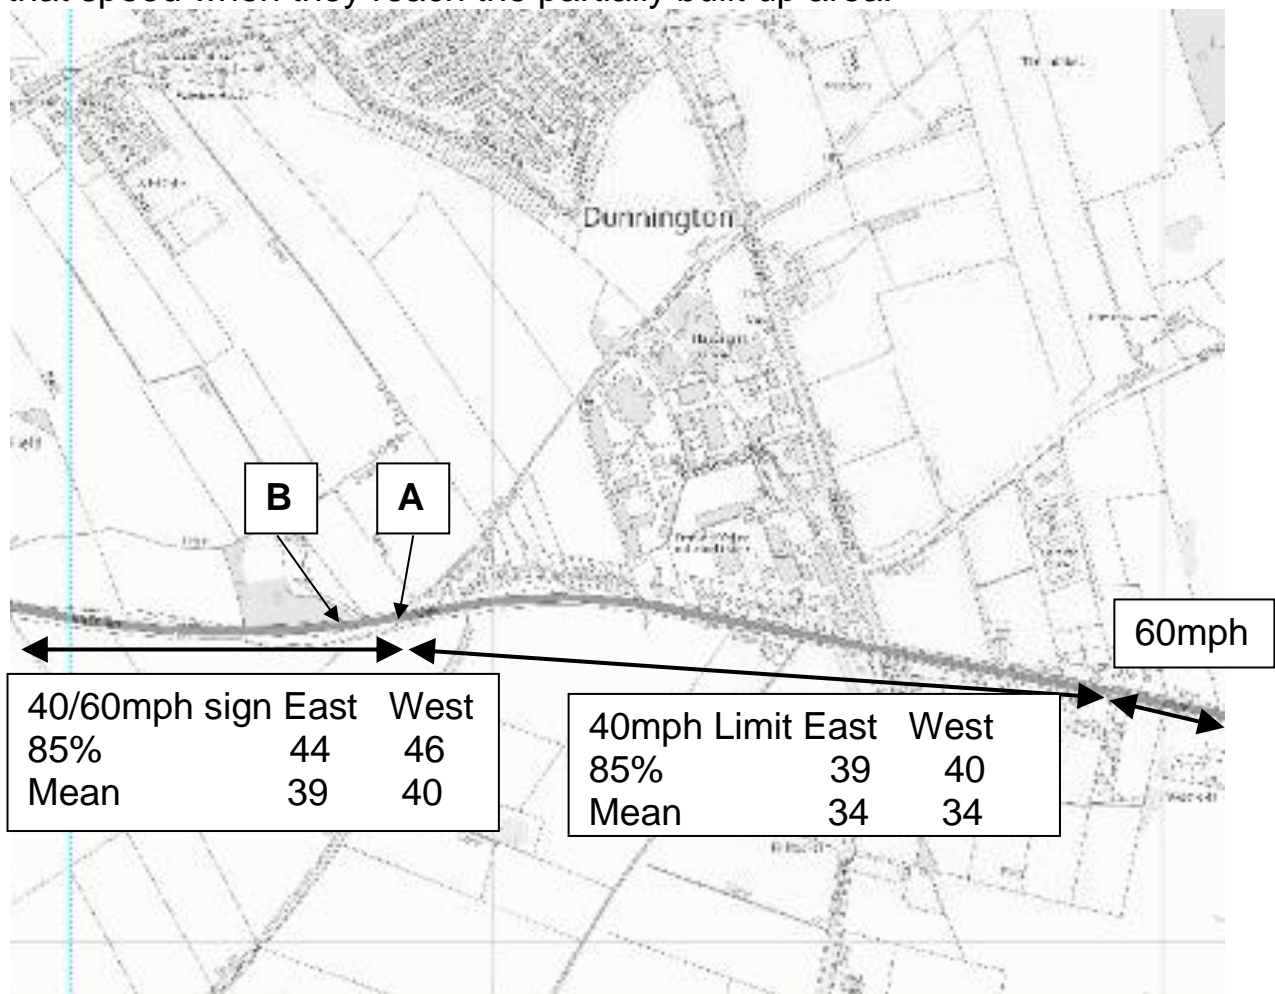 that speed when they reach the partially built up area.
Dunnington
B
A
60mph
40/60mph sign East West
85% 44 46
Mean 39 40
40mph Limit East West
85% 39 40
Mean 34 34